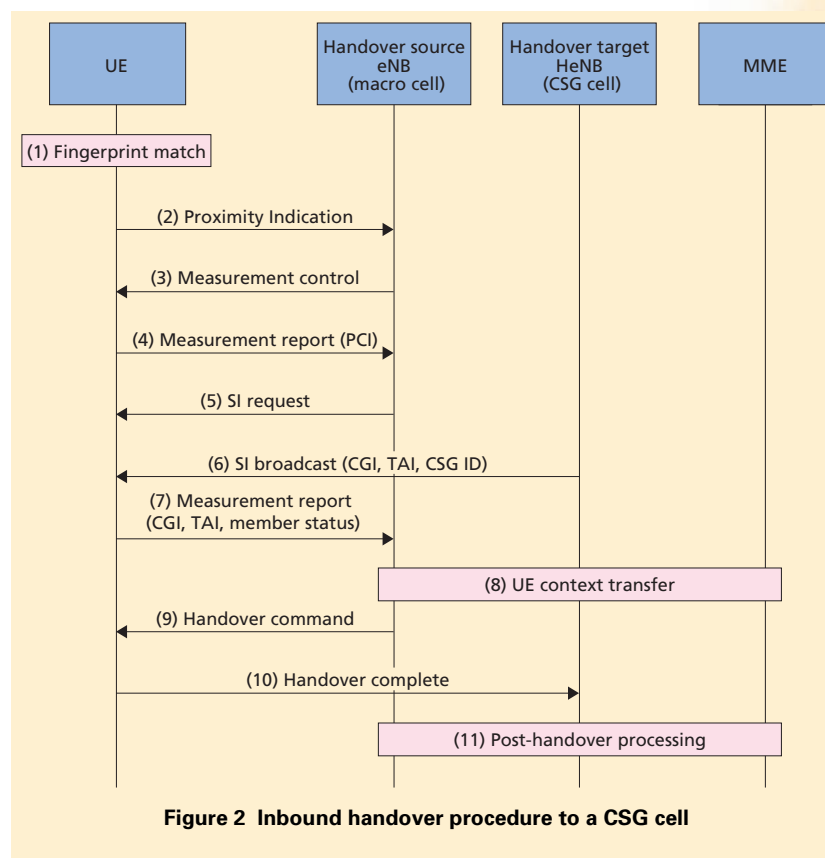 UE
Handover source
eNB
(macro cell)
Handover target
HeNB
(CSG cell)
MME
(1) Fingerprint match
(2) Proximity Indication
(3) Measurement control
(4) Measurement report (PCI)
(5) SI request
(6) SI broadcast (CGI, TAI, CSG ID)
(7) Measurement report
(CGI, TAI, member status)
(8) UE context transfer
(9) Handover command
(10) Handover complete
(11) Post-handover processing
Figure 2 Inbound handover procedure to a CSG cell